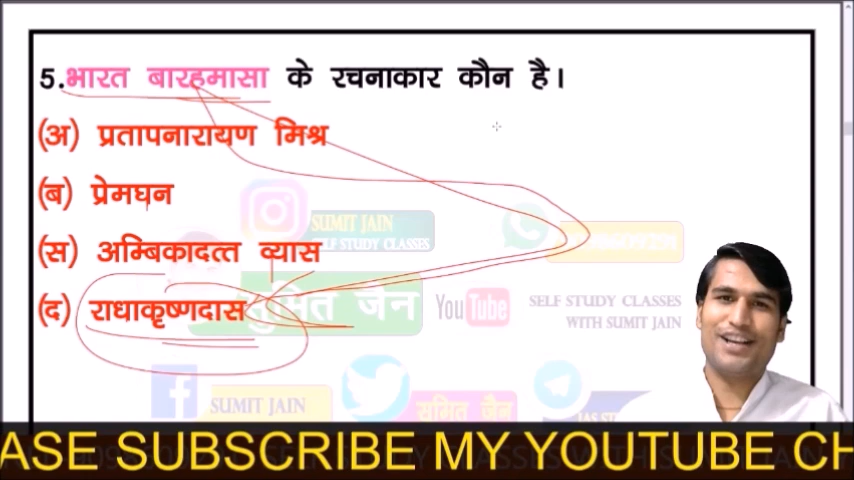 5.भारत बारहमासा के रचनाकार कौन है।
(अ) प्रतापनारायण मिश्र
(ब) प्रेमघन
(स) अम्बिकादत्त व्यास
(द) राधाकृष्णदास
SUMIT JAIN
SELF STUDY CLASSES
सुमित जैन
YouTube
SELF STUDY CLASSES
WITH SUMIT JAIN
SUMIT JAIN
सुमित जैन
IAS
ASE SUBSCRIBE MY YOUTUBE CH